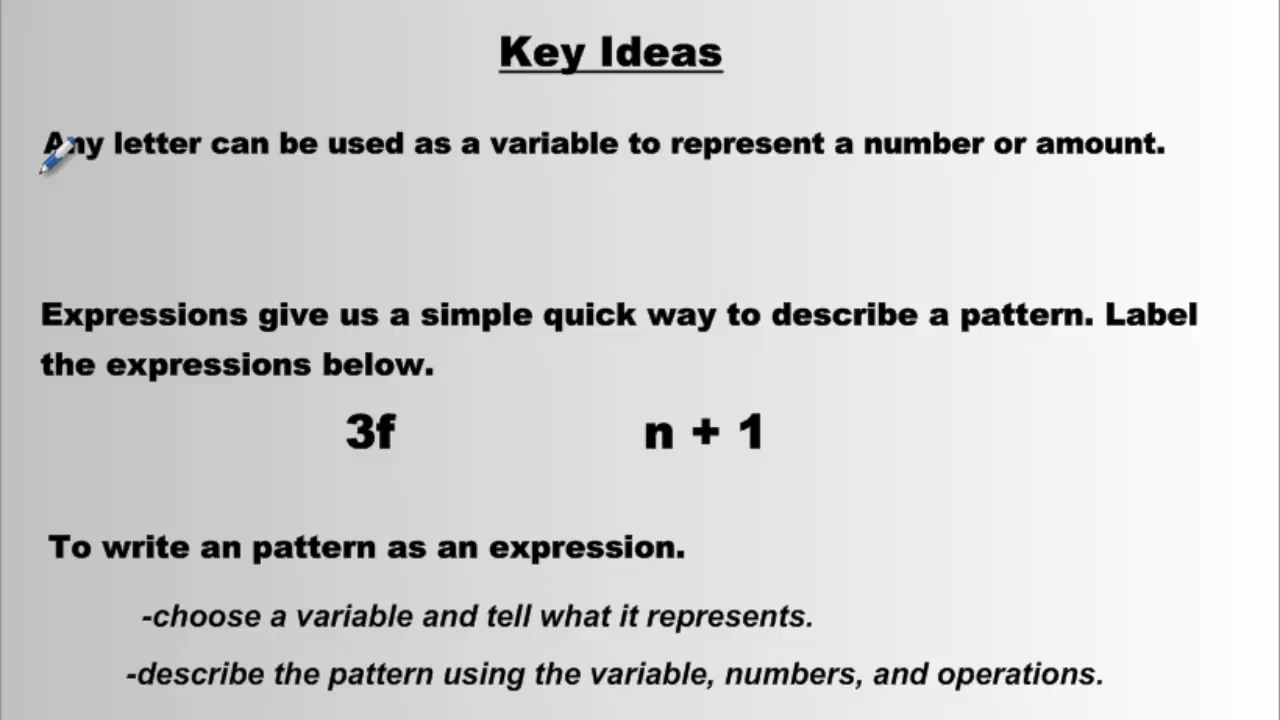 Key Ideas
Any letter can be used as a variable to represent a number or amount.
Expressions give us a simple quick way to describe a pattern. Label
the expressions below.
3f n + 1
To write an pattern as an expression.
-choose a variable and tell what it represents.
-describe the pattern using the variable, numbers, and operations.